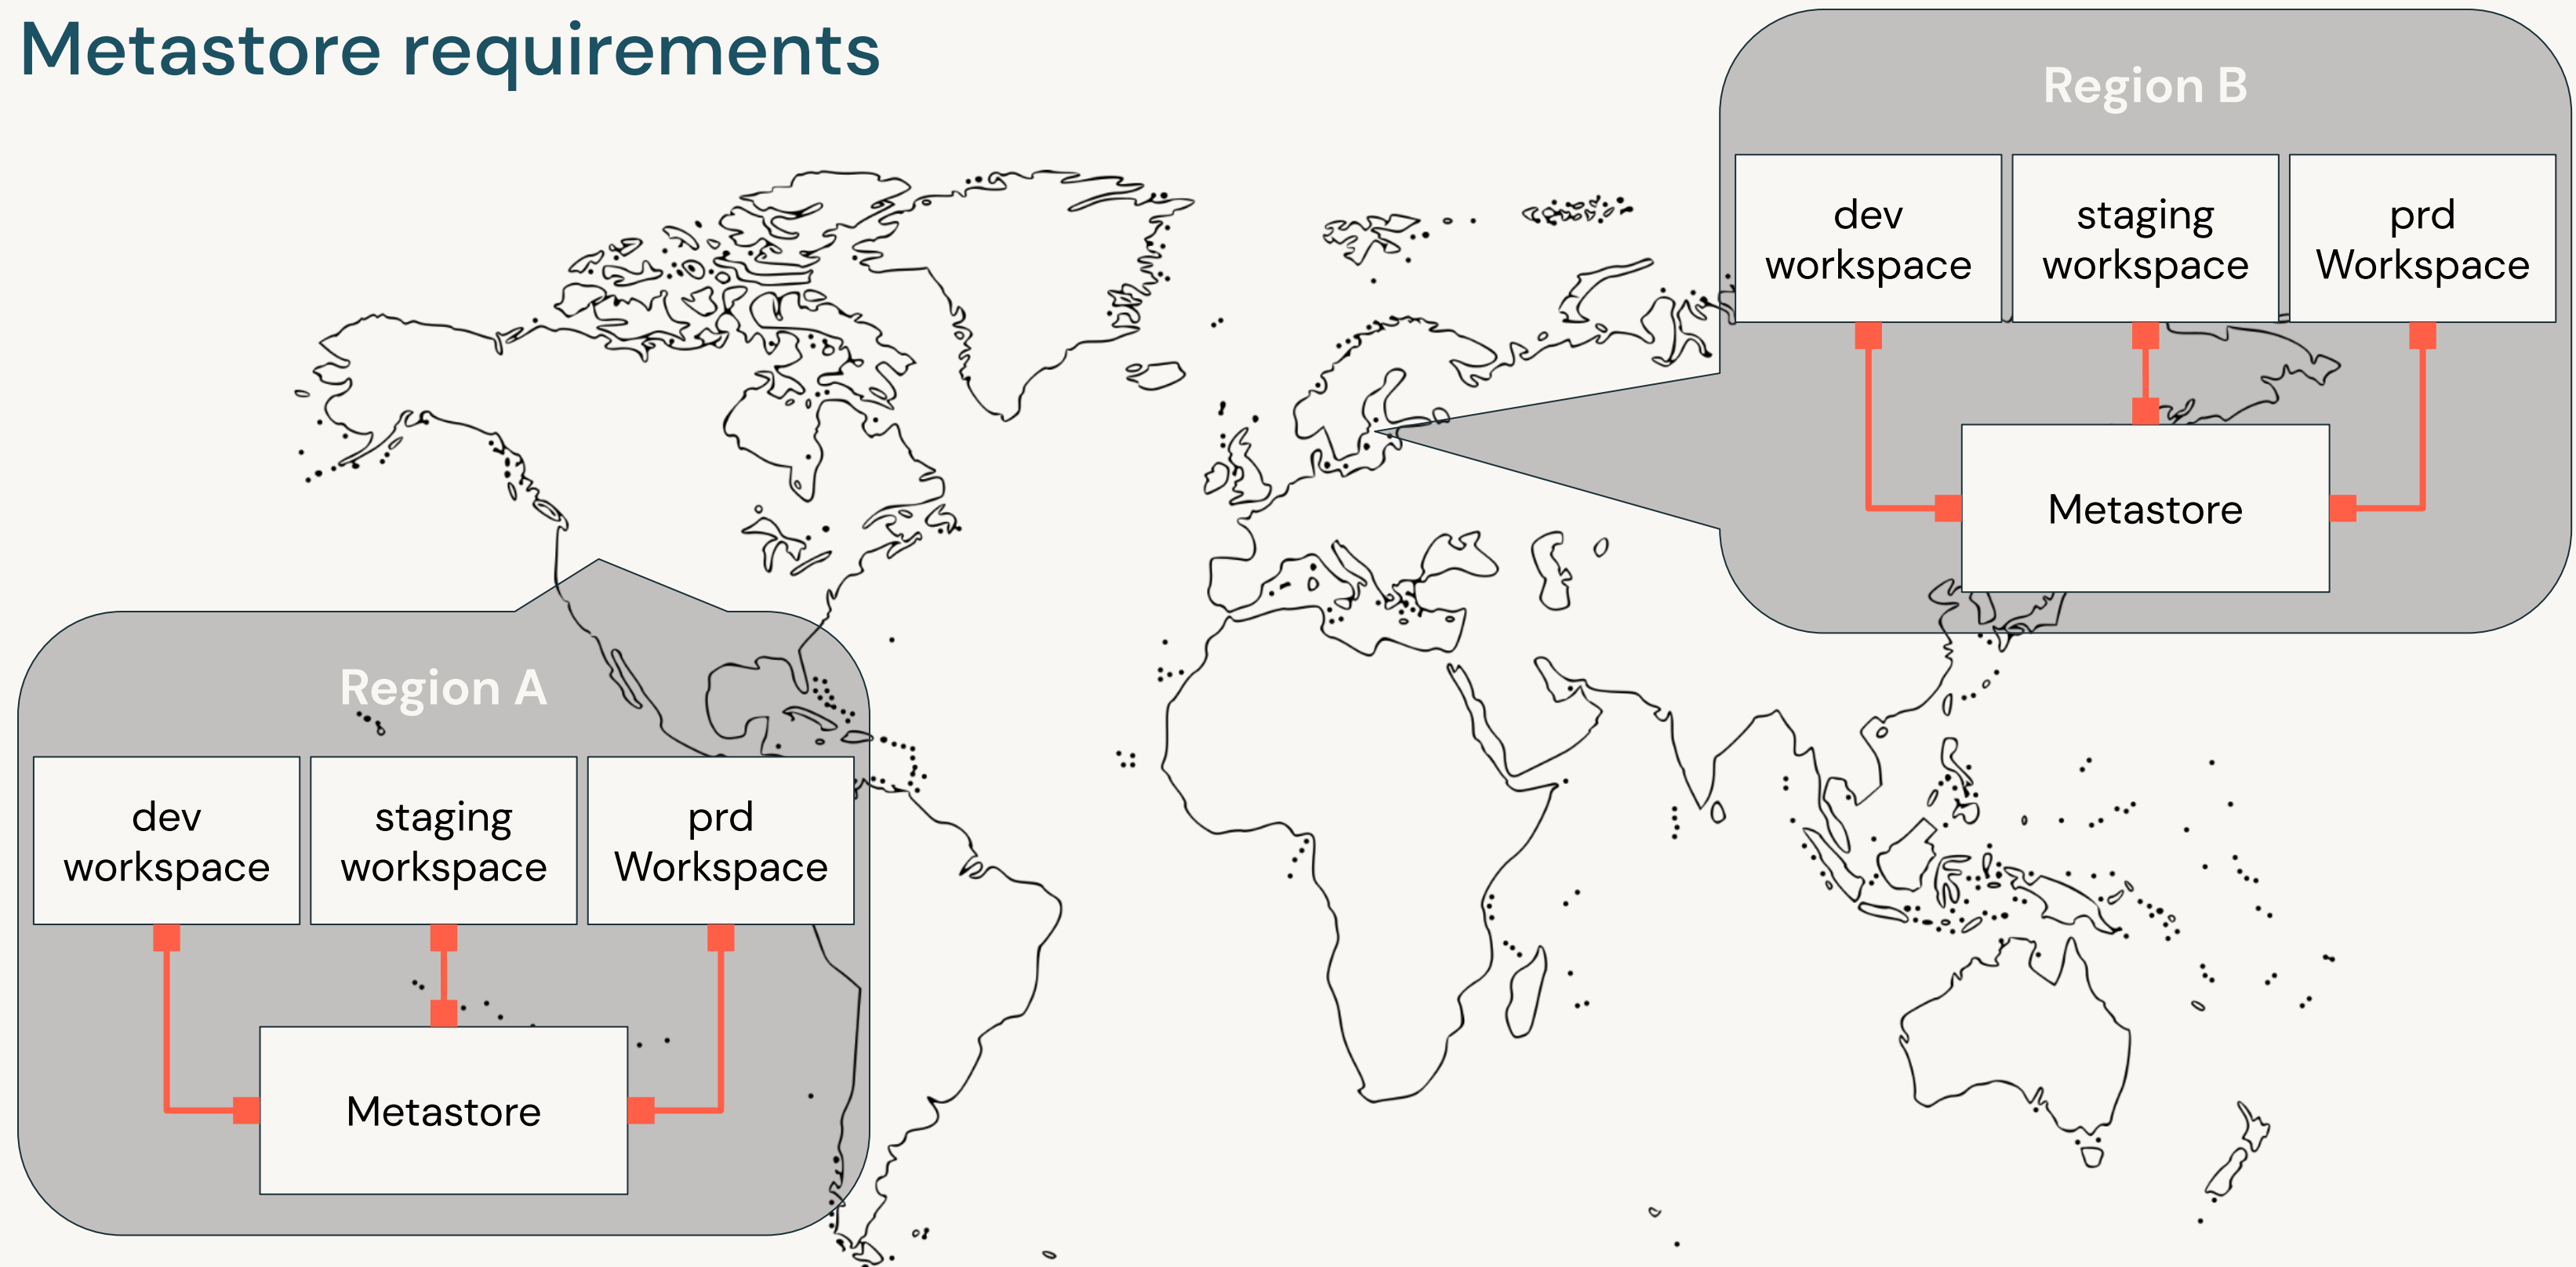 Metastore requirements
Region B
dev
workspace
staging
workspace
prd
Workspace
Metastore
Region A
dev
workspace
staging
workspace
prd
Workspace
Metastore